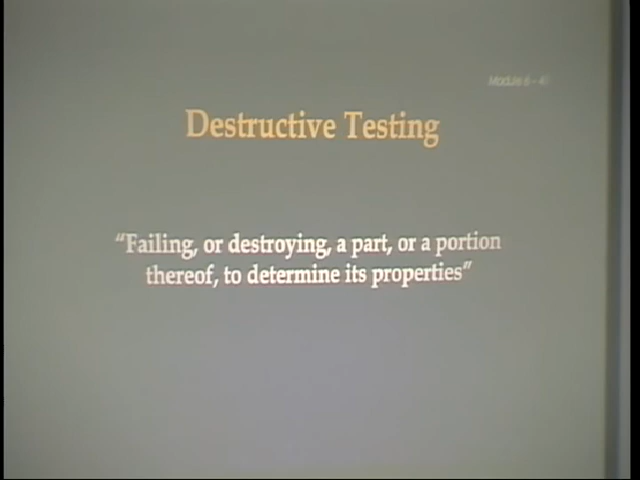 Destructive Testing
“Failing, or destroying, a part, or a portion
thereof, to determine its properties”